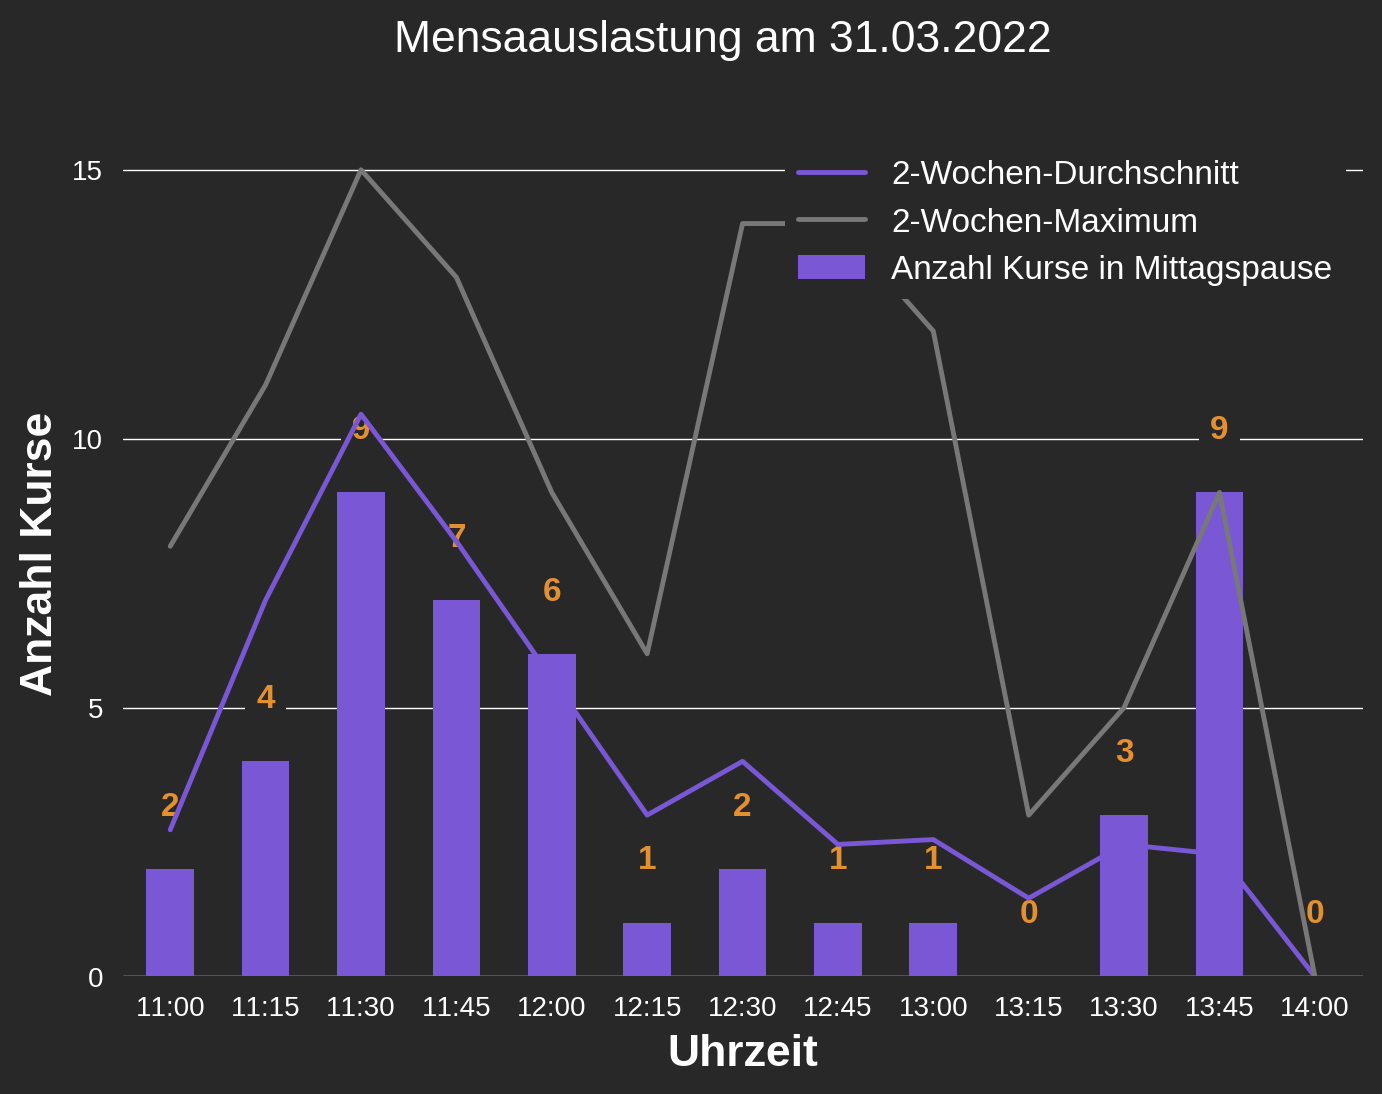 Mensaauslastung am 31.03.2022
2-Wochen-Durchschnitt
2-Wochen-Maximum
Anzahl Kurse in Mittagspause
Anzahl Kurse
15
10
5
0
2
4
9
7
6
1
2
1
1
0
3
9
0
11:00 11:15 11:30 11:45 12:00 12:15 12:30 12:45 13:00 13:15 13:30 13:45 14:00
Uhrzeit